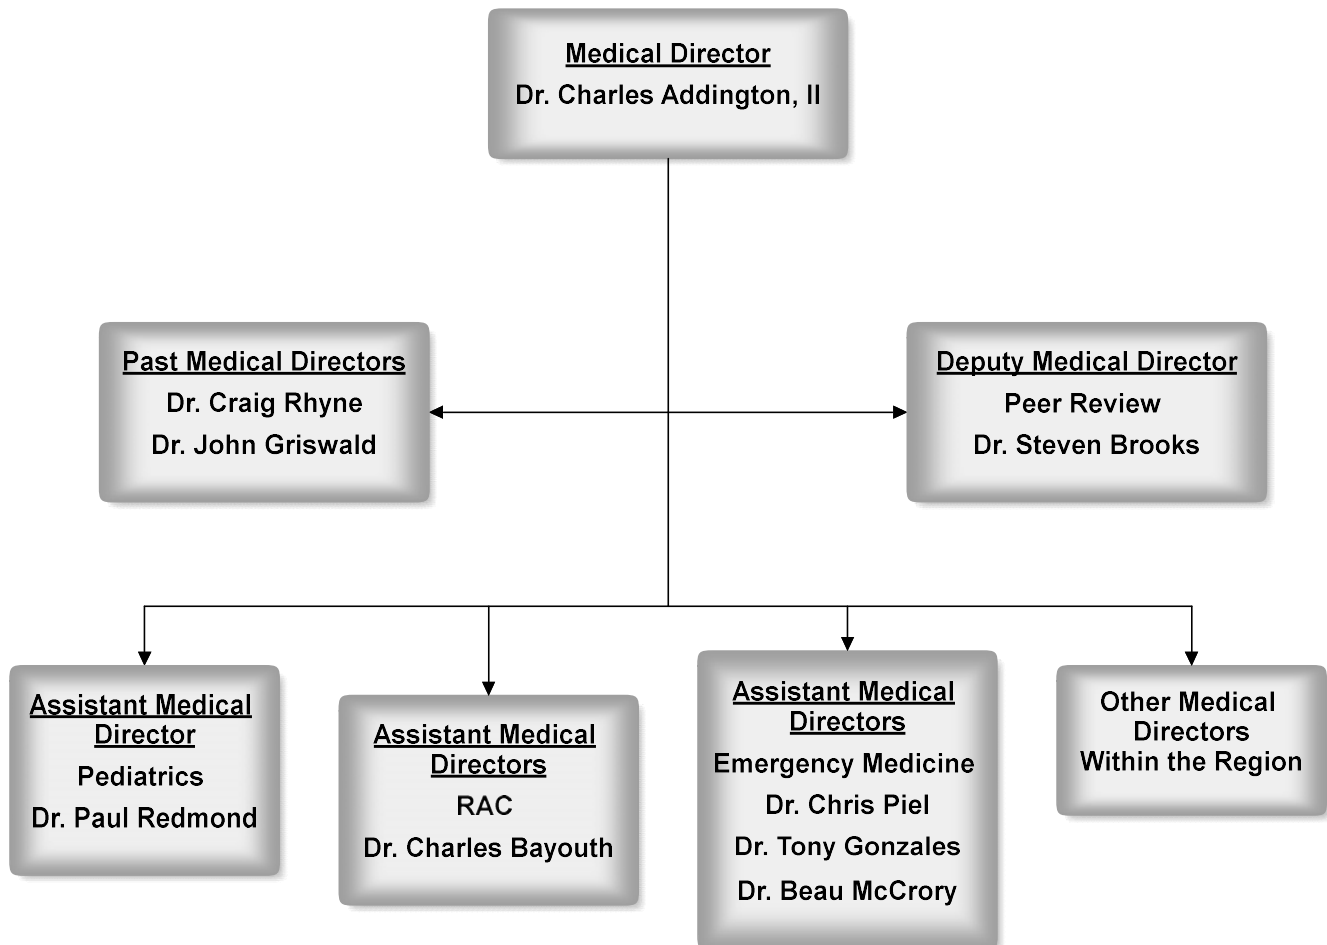 Medical Director
Dr. Charles Addington, II
Past Medical Directors
Dr. Craig Rhyne
Dr. John Griswald
Deputy Medical Director
Peer Review
Dr. Steven Brooks
Assistant Medical
Director
Pediatrics
Dr. Paul Redmond
Assistant Medical
Directors
RAC
Dr. Charles Bayouth
Assistant Medical
Directors
Emergency Medicine
Dr. Chris Piel
Dr. Tony Gonzales
Dr. Beau McCrory
Other Medical
Directors
Within the Region